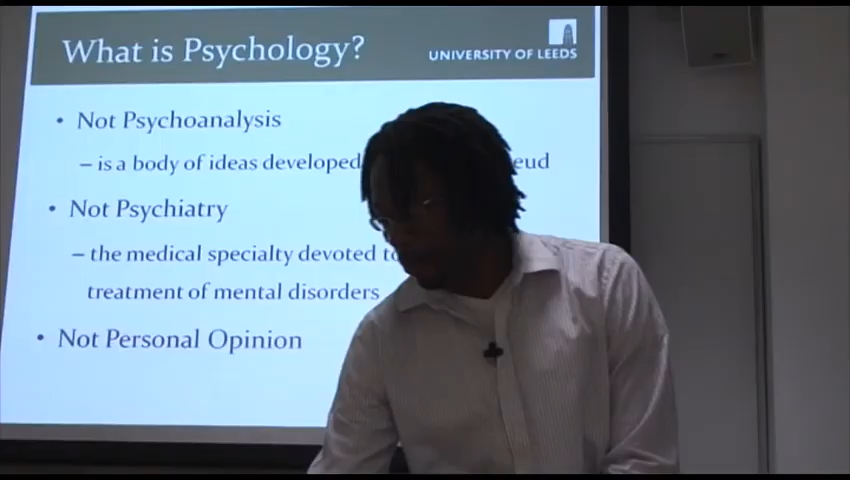 What is Psychology?
UNIVERSITY OF LEEDS
• Not Psychoanalysis
– is a body of ideas developed eud
• Not Psychiatry
– the medical specialty devoted
treatment of mental disorders
• Not Personal Opinion